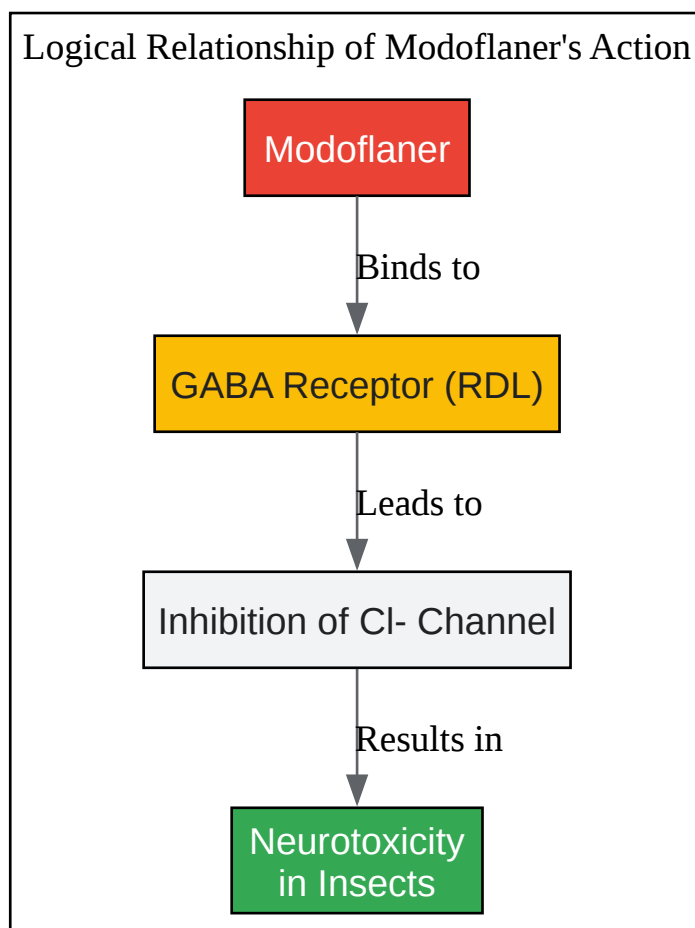 Logical Relationship of Modoflaner's Action
Modoflaner
Binds to
GABA Receptor (RDL)
Leads to
Inhibition of Cl- Channel
Results in
Neurotoxicity
in Insects